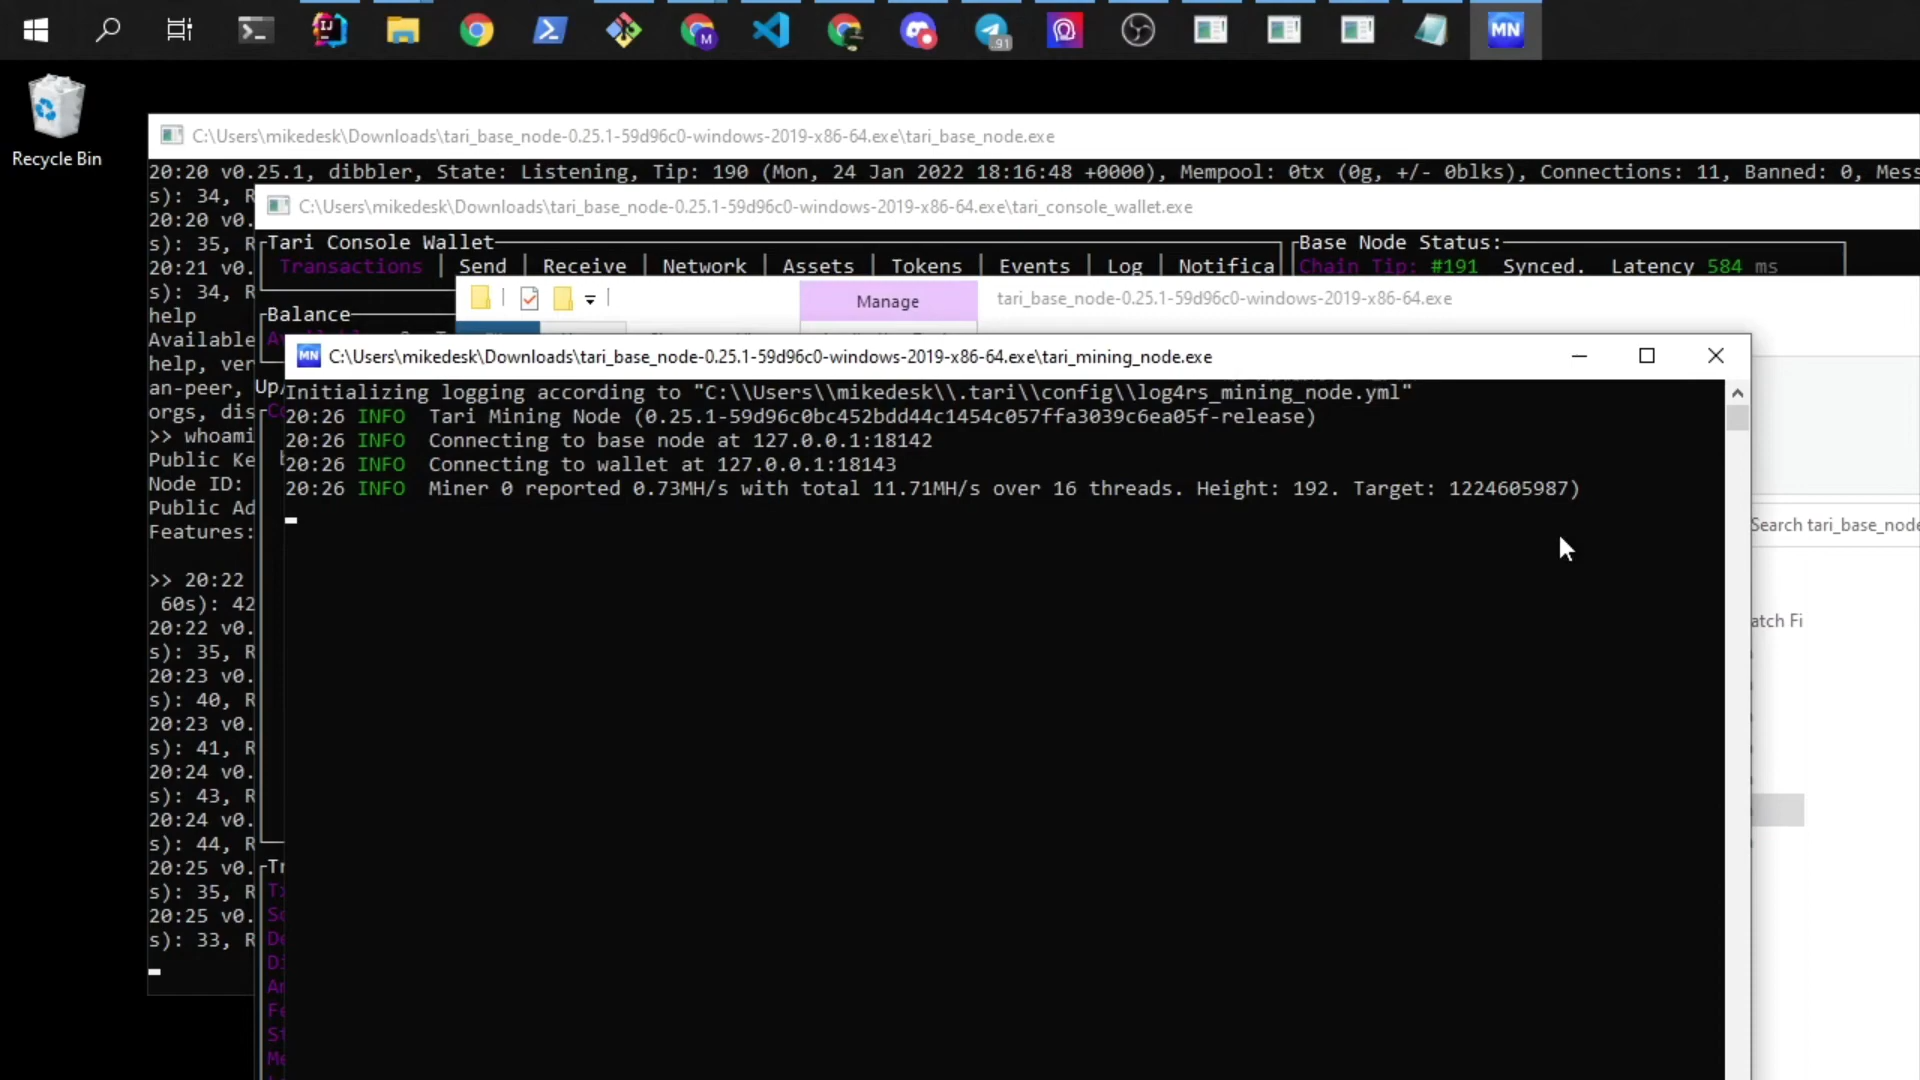 MN
91
Recycle Bin
C:\Users\mikedesk\Downloads\tari_base_node-0.25.1-59d96c0-windows-2019-x86-64.exe\tari_base_node.exe
20:20 v0.25.1, dibbler, State: Listening, Tip: 190 (Mon, 24 Jan 2022 18:16:48 +0000), Mempool: 0tx (0g, +/- 0blks), Connections: 11, Banned: 0, Mess
s): 34, R
C:\Users\mikedesk\Downloads\tari_base_node-0.25.1-59d96c0-windows-2019-x86-64.exe\tari_console_wallet.exe
20:20 v0.
s): 35, R
Tari Console Wallet
Base Node Status:
20:21 v0.
Transactions | Send | Receive | Network | Assets | Tokens | Events | Log | Notifica
Chain Tip: #191 Synced. Latency 584 ms
s): 34, R
Manage
tari_base_node-0.25.1-59d96c0-windows-2019-x86-64.exe
help
Balance
Available
C:\Users\mikedesk\Downloads\tari_base_node-0.25.1-59d96c0-windows-2019-x86-64.exe\tari_mining_node.exe
help, ver
an-peer,
Up/
orgs, dis
Initializing logging according to "C:\\Users\\mikedesk\\.tari\\config\\log4rs_mining_node.yml"
20:26 INFO Tari Mining Node (0.25.1-59d96c0bc452bdd44c1454c057ffa3039c6ea05f-release)
20:26 INFO Connecting to base node at 127.0.0.1:18142
20:26 INFO Connecting to wallet at 127.0.0.1:18143
20:26 INFO Miner 0 reported 0.73MH/s with total 11.71MH/s over 16 threads. Height: 192. Target: 1224605987)
>> whoami
Public Ke
Node ID:
Public Ad
Features:
Search tari_base_node
>> 20:22
60s): 42
20:22 v0.
s): 35, R
atch Fi
20:23 v0.
s): 40, R
20:23 v0.
s): 41, R
20:24 v0.
s): 43, R
20:24 v0.
s): 44, R
20:25 v0.
s): 35, R
20:25 v0.
s): 33, R
Tr
Tx
So
De
Di
Am
Fe
St
Me